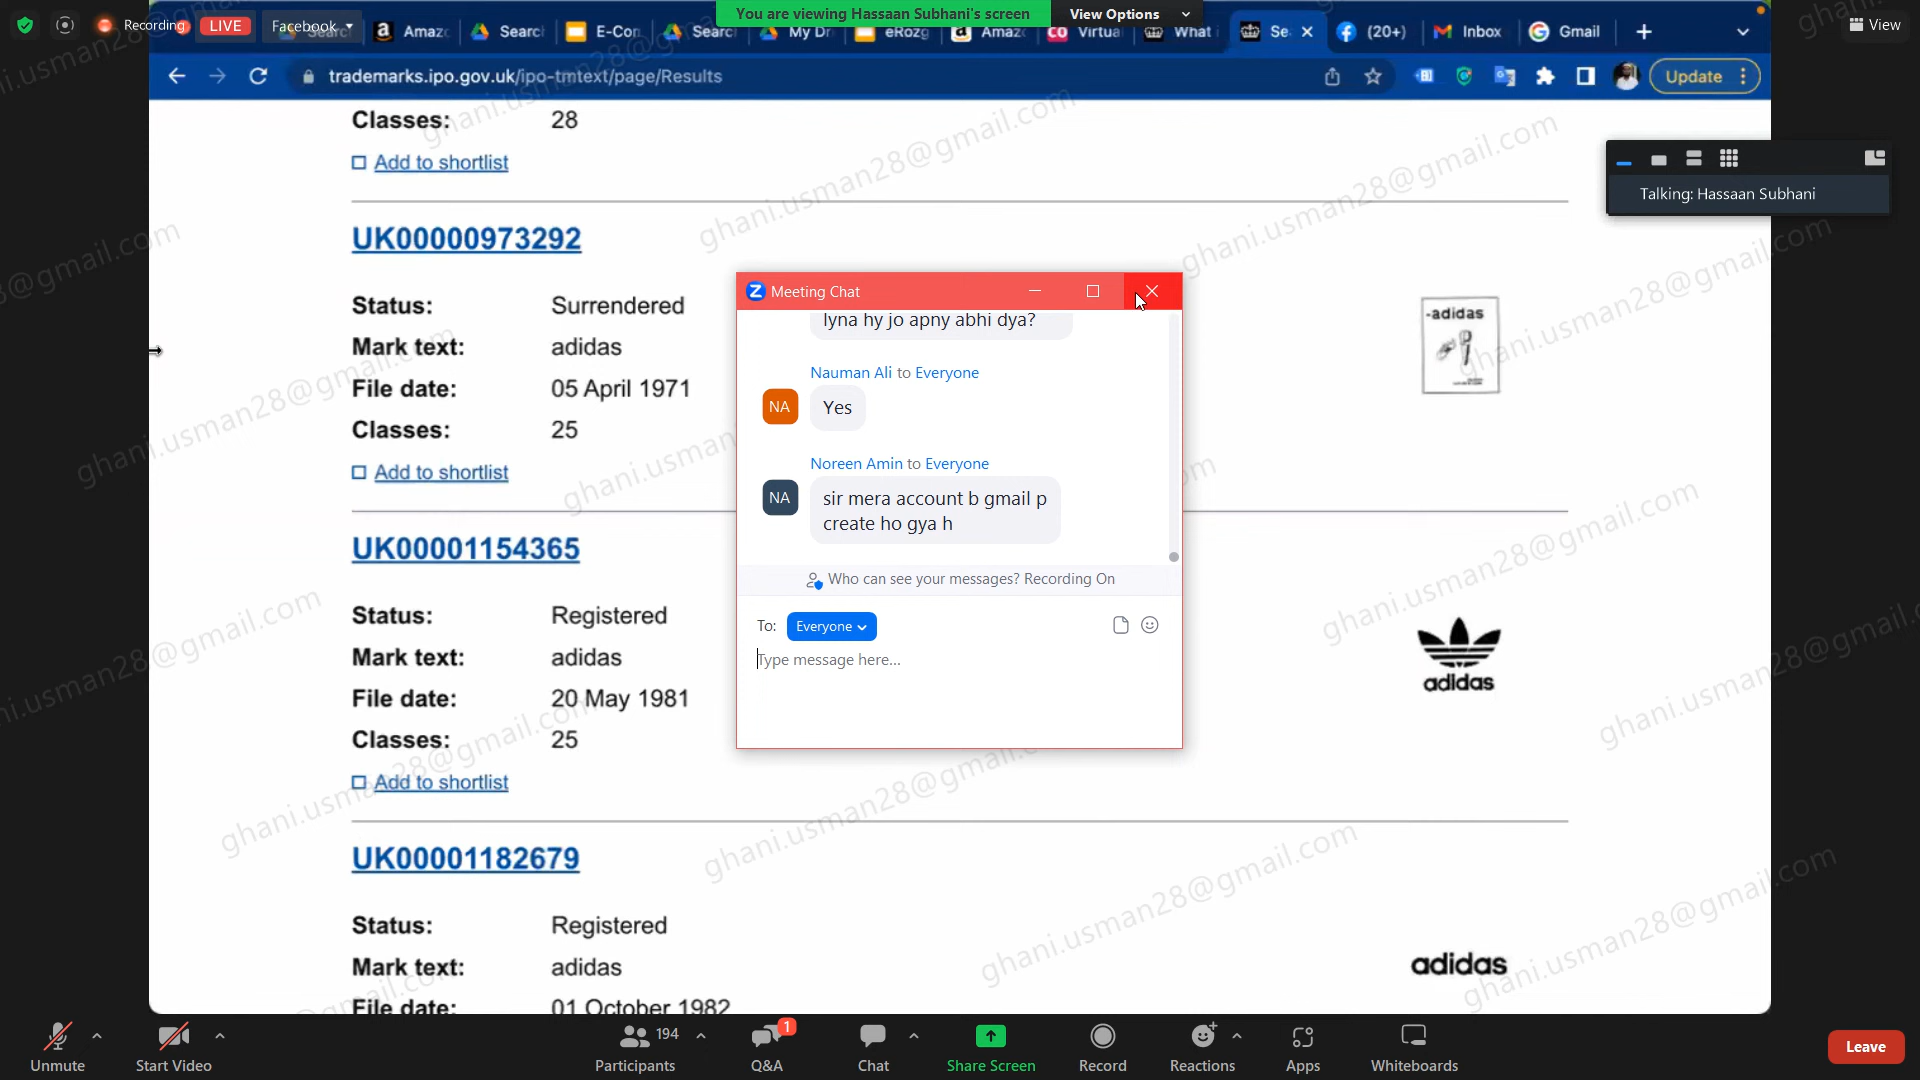 Recording
LIVE
Facebook
You are viewing Hassaan Subhani's screen
View Options
View
Amaz
Search
E-Con
Search
My Dr
eRozg
Amaz
Virtua
What i
Se
(20+)
Inbox
Gmail
trademarks.ipo.gov.uk/ipo-tmtext/page/Results
Update
Talking: Hassaan Subhani
Classes: 28
Add to shortlist
UK00000973292
Status: Surrendered
Mark text: adidas
File date: 05 April 1971
Classes: 25
Add to shortlist
-adidas
UK00001154365
Status: Registered
Mark text: adidas
File date: 20 May 1981
Classes: 25
Add to shortlist
adidas
UK00001182679
Status: Registered
Mark text: adidas
File date: 01 October 1982
adidas
Meeting Chat
lyna hy jo apny abhi dya?
Nauman Ali to Everyone
NA
Yes
Noreen Amin to Everyone
NA
sir mera account b gmail p
create ho gya h
Who can see your messages? Recording On
To: Everyone
Type message here...
ghani.usman28@gmail.com
Unmute
Start Video
194
Participants
1
Q&A
Chat
Share Screen
Record
Reactions
Apps
Whiteboards
Leave